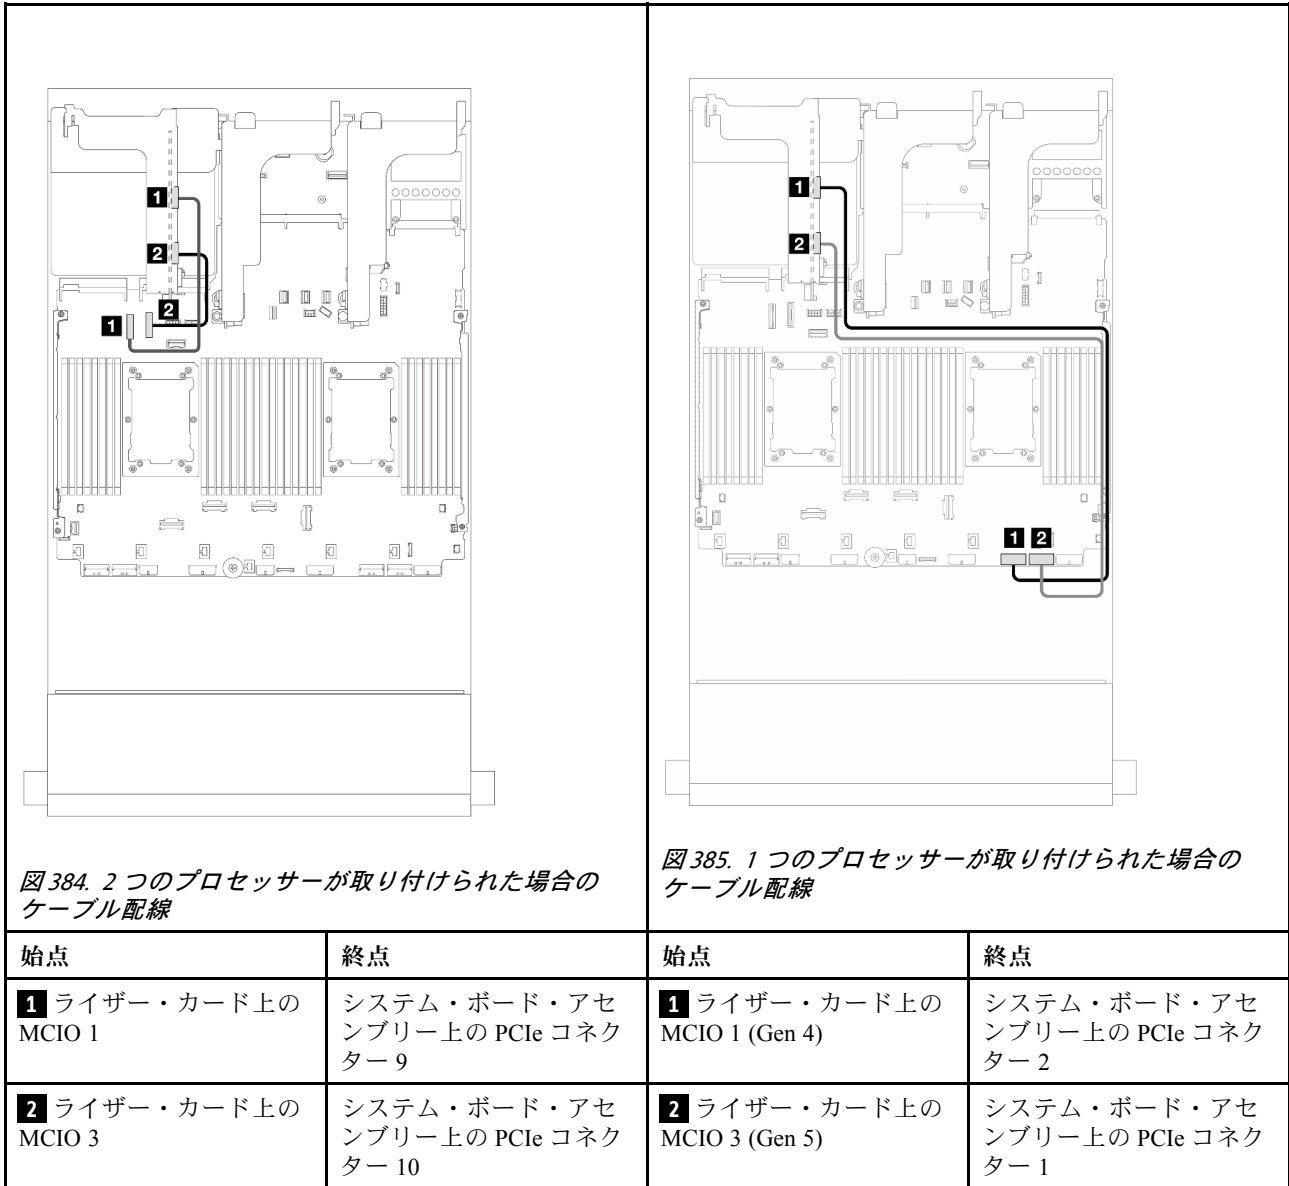 1
2
2
1
図 384. 2 つのプロセッサーが取り付けられた場合の
ケーブル配線
1
2
1 2
図 385. 1 つのプロセッサーが取り付けられた場合の
ケーブル配線
始点 終点 始点 終点
1 ライザー・カード上の
MCIO 1
システム・ボード・アセ
ンブリー上の PCIe コネク
ター 9
1 ライザー・カード上の
MCIO 1 (Gen 4)
システム・ボード・アセ
ンブリー上の PCIe コネク
ター 2
2 ライザー・カード上の
MCIO 3
システム・ボード・アセ
ンブリー上の PCIe コネク
ター 10
2 ライザー・カード上の
MCIO 3 (Gen 5)
システム・ボード・アセ
ンブリー上の PCIe コネク
ター 1